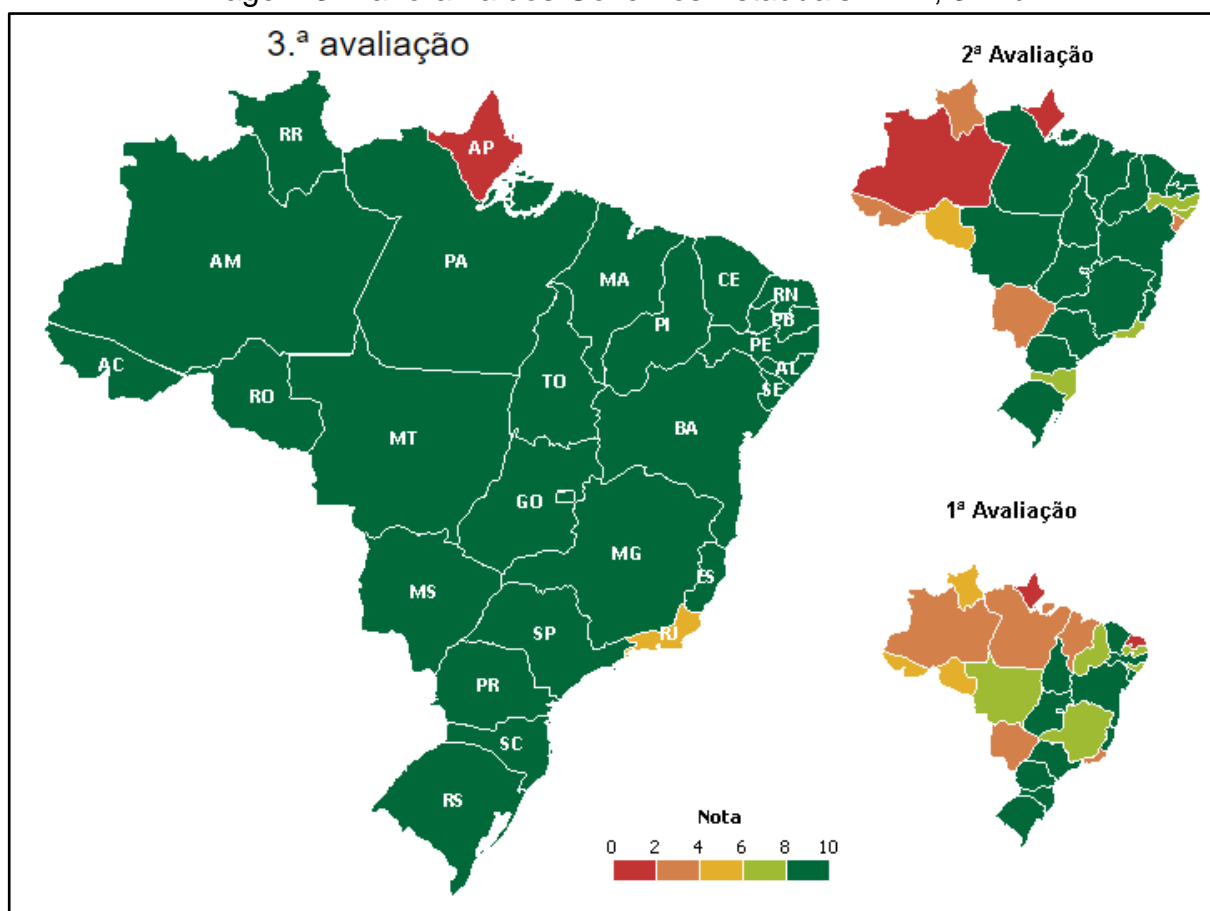 3.ª avaliação
RR
AP
AM
PA
MA
CE
RN
PB
PI
PE
AC
AL
TO
SE
RO
BA
MT
GO
MG
MS
ES
SP
RJ
PR
SC
RS
2ª Avaliação
1ª Avaliação
Nota
0 2 4 6 8 10